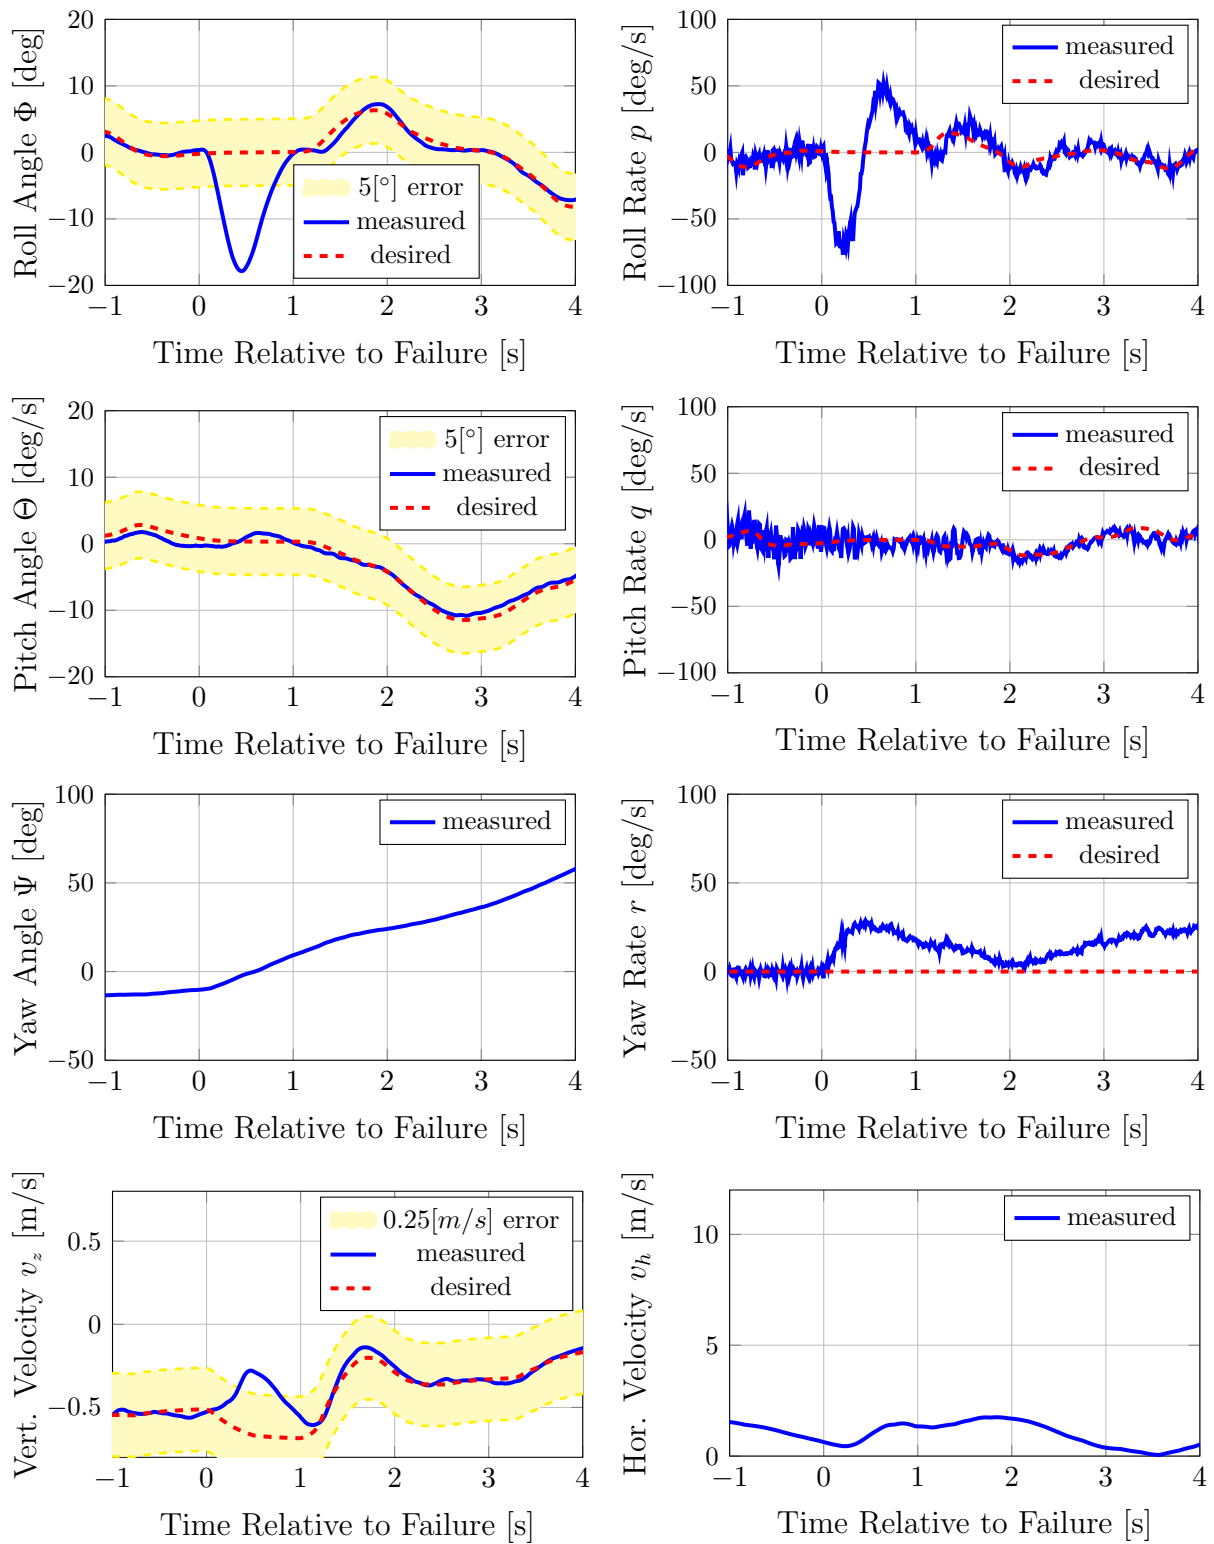 Roll Angle Φ [deg]
20
10
0
−10
−20
−1 0 1 2 3 4
Time Relative to Failure [s]
5[°] error
measured
desired
Roll Rate p [deg/s]
100
50
0
−50
−100
−1 0 1 2 3 4
Time Relative to Failure [s]
measured
desired
Pitch Angle Θ [deg/s]
20
10
0
−10
−20
−1 0 1 2 3 4
Time Relative to Failure [s]
5[°] error
measured
desired
Pitch Rate q [deg/s]
100
50
0
−50
−100
−1 0 1 2 3 4
Time Relative to Failure [s]
measured
desired
Yaw Angle Ψ [deg]
100
50
0
−50
−1 0 1 2 3 4
Time Relative to Failure [s]
measured
Yaw Rate r [deg/s]
100
50
0
−50
−1 0 1 2 3 4
Time Relative to Failure [s]
measured
desired
Vert. Velocity v_z [m/s]
0.5
0
−0.5
−1 0 1 2 3 4
Time Relative to Failure [s]
0.25[m/s] error
measured
desired
Hor. Velocity v_h [m/s]
10
5
0
−1 0 1 2 3 4
Time Relative to Failure [s]
measured